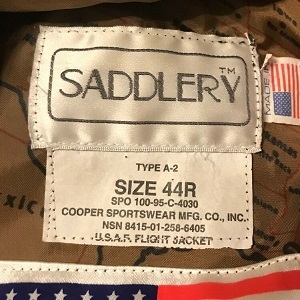 SADDLERY™
MADE
TYPE A-2
SIZE 44R
SPO 100-95-C-4030
COOPER SPORTSWEAR MFG. CO., INC.
NSN 8415-01-258-6405
U.S.A.F. FLIGHT JACKET